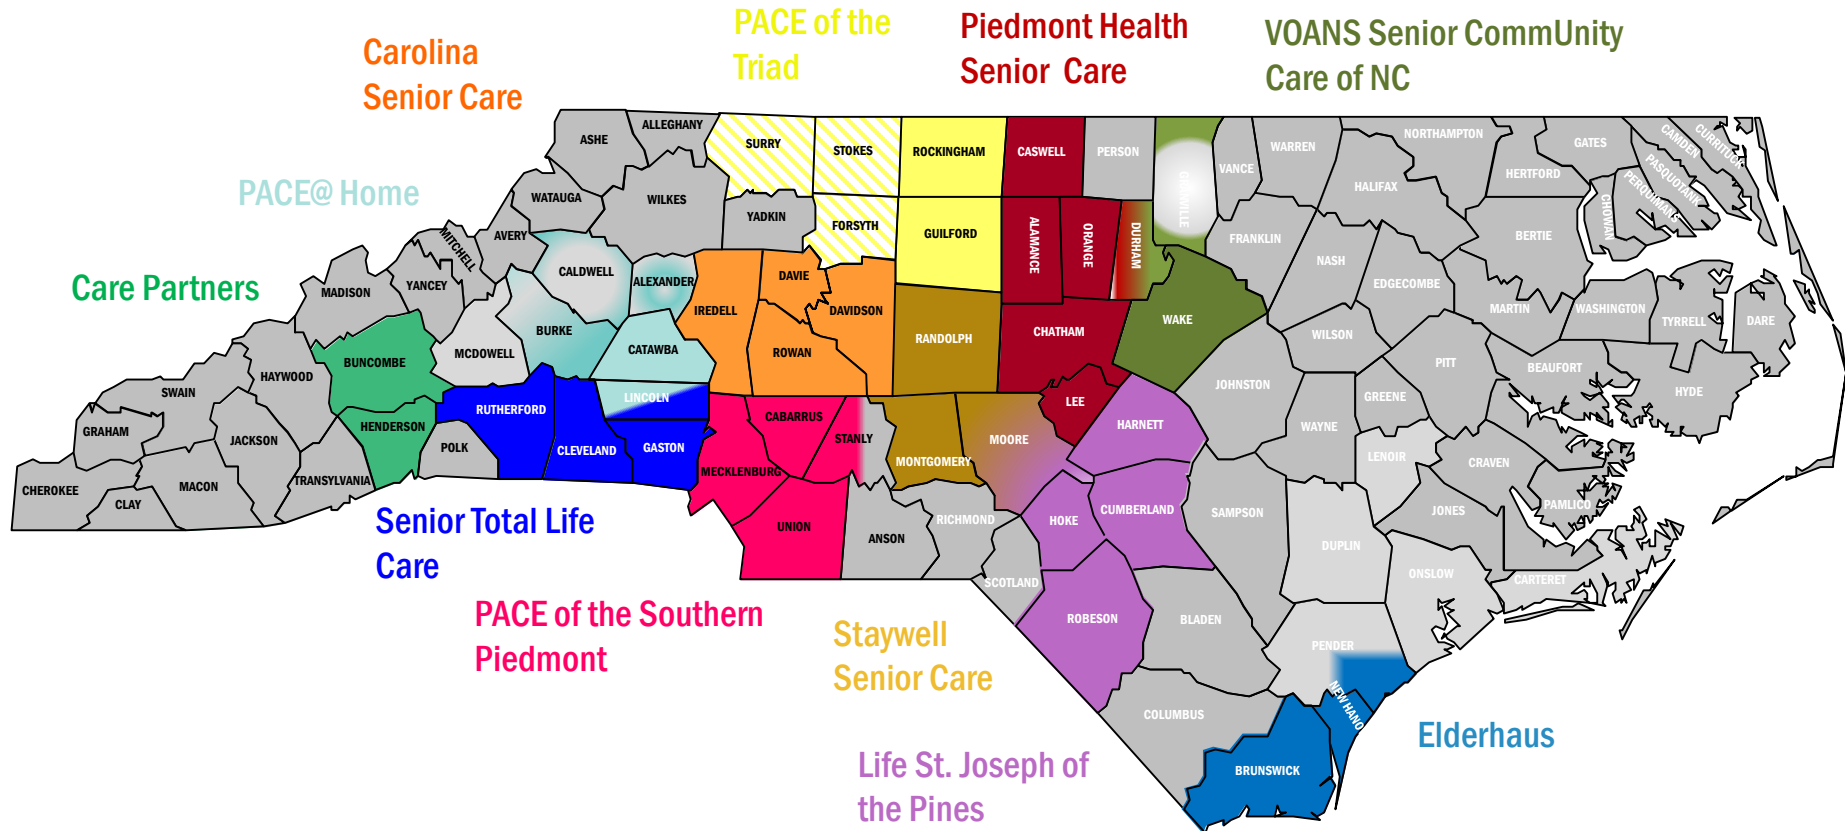 PACE of the
Triad
Piedmont Health
Senior Care
VOANS Senior CommUnity
Care of NC
Carolina
Senior Care
PACE@ Home
Care Partners
Senior Total Life
Care
PACE of the Southern
Piedmont
Staywell
Senior Care
Life St. Joseph of
the Pines
Elderhaus
ASHE
ALLEGHANY
SURRY
STOKES
ROCKINGHAM
CASWELL
PERSON
GRANVILLE
VANCE
WARREN
NORTHAMPTON
GATES
CAMDEN
CURRITUCK
PASQUOTANK
PERQUIMANS
CHOWAN
HERTFORD
HALIFAX
BERTIE
WATAUGA
WILKES
YADKIN
FORSYTH
GUILFORD
ALAMANCE
ORANGE
DURHAM
FRANKLIN
NASH
EDGECOMBE
MARTIN
WASHINGTON
TYRRELL
DARE
MITCHELL
AVERY
CALDWELL
ALEXANDER
IREDELL
DAVIE
DAVIDSON
MADISON
YANCEY
BURKE
CATAWBA
ROWAN
RANDOLPH
CHATHAM
WAKE
WILSON
PITT
BEAUFORT
HYDE
MCDOWELL
BUNCOMBE
HAYWOOD
SWAIN
GRAHAM
JACKSON
HENDERSON
RUTHERFORD
LINCOLN
CLEVELAND
GASTON
POLK
CABARRUS
STANLY
MONTGOMERY
MOORE
LEE
HARNETT
JOHNSTON
WAYNE
GREENE
LENOIR
CRAVEN
PAMLICO
JONES
CHEROKEE
CLAY
MACON
TRANSYLVANIA
MECKLENBURG
UNION
ANSON
RICHMOND
SCOTLAND
HOKE
CUMBERLAND
SAMPSON
DUPLIN
ONSLOW
CARTERET
ROBESON
BLADEN
PENDER
COLUMBUS
NEW HANO
BRUNSWICK